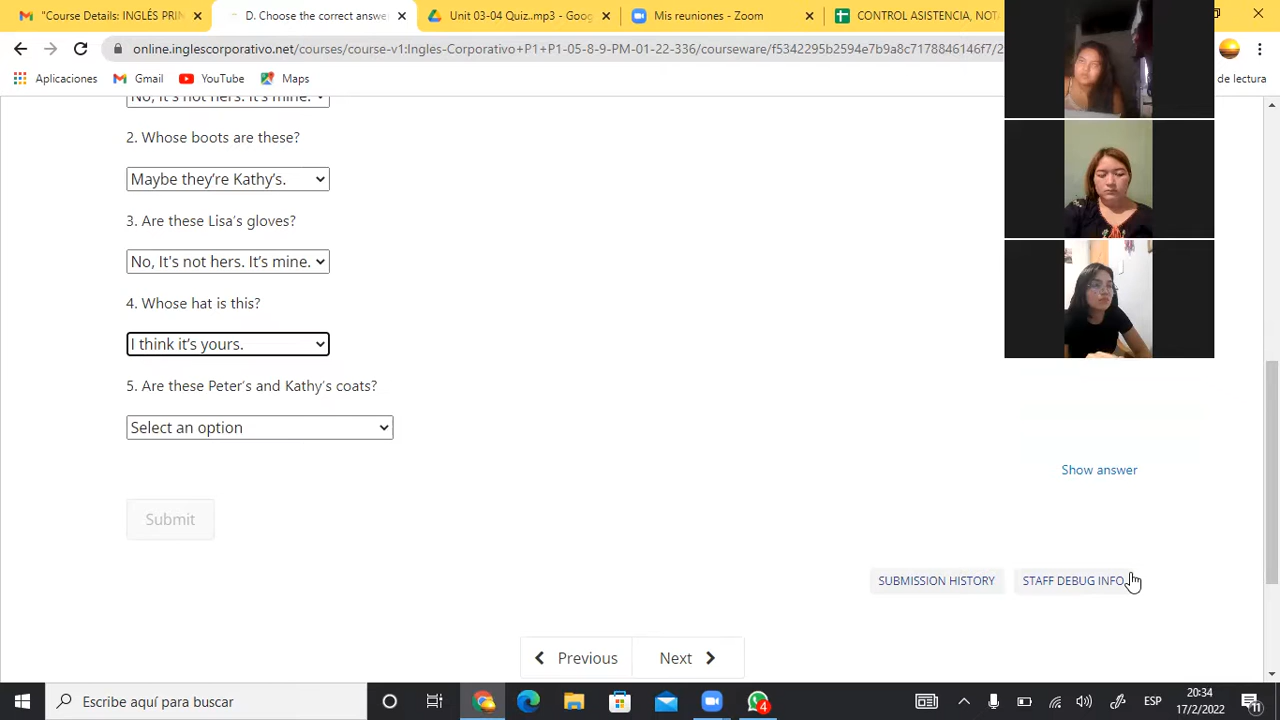 "Course Details: INGLÉS PRIN
D. Choose the correct answer
Unit 03-04 Quiz..mp3 - Goog
Mis reuniones - Zoom
CONTROL ASISTENCIA, NOTA
online.inglescorporativo.net/courses/course-v1:Ingles-Corporativo+P1+P1-05-8-9-PM-01-22-336/courseware/f5342295b2594e7b9a8c7178846146f7/2
Aplicaciones
Gmail
YouTube
Maps
de lectura
No, It's not hers. It's mine.
2. Whose boots are these?
Maybe they’re Kathy’s.
3. Are these Lisa’s gloves?
No, It's not hers. It’s mine.
4. Whose hat is this?
I think it’s yours.
5. Are these Peter’s and Kathy’s coats?
Select an option
Show answer
Submit
SUBMISSION HISTORY
STAFF DEBUG INFO
Previous
Next
Escribe aquí para buscar
4
ESP
20:34
17/2/2022
11